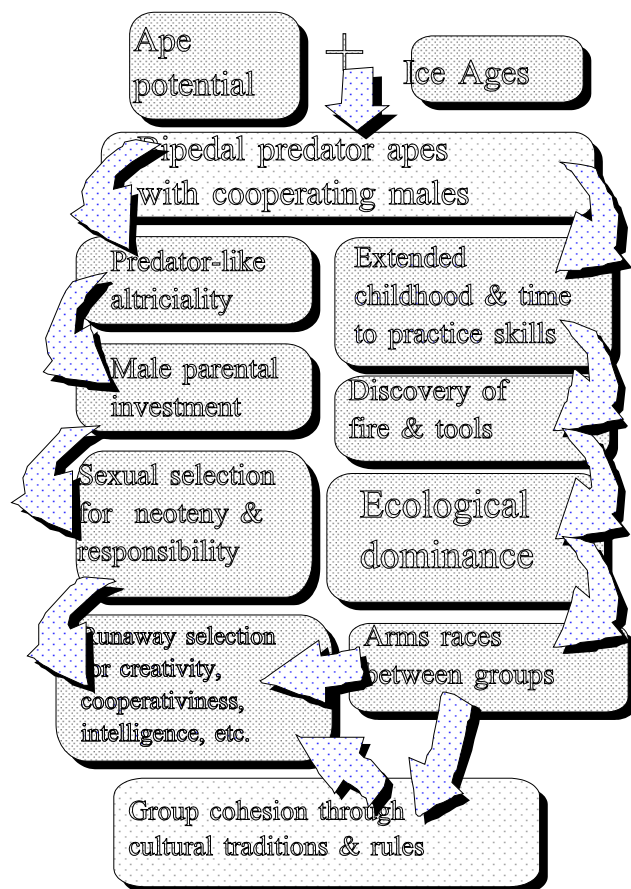 Ape
potential
+
Ice Ages
Bipedal predator apes
with cooperating males
Predator-like
altriciality
Male parental
investment
Sexual selection
for neoteny &
responsibility
Runaway selection
for creativity,
cooperativiness,
intelligence, etc.
Extended
childhood & time
to practice skills
Discovery of
fire & tools
Ecological
dominance
Arms races
between groups
Group cohesion through
cultural traditions & rules